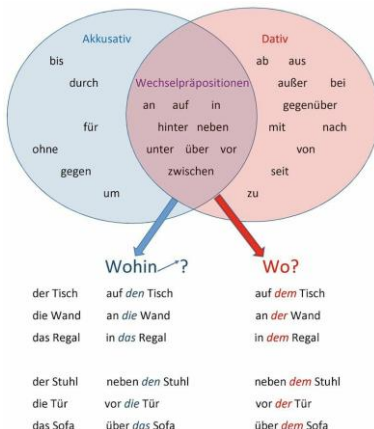 Akkusativ
Dativ
bis
ab aus
durch
Wechselpräpositionen
außer bei
an auf in
gegenüber
für
hinter neben
mit nach
ohne
unter über vor
von
gegen
zwischen
seit
um
zu
Wohin ?
Wo?
der Tisch auf den Tisch auf dem Tisch
die Wand an die Wand an der Wand
das Regal in das Regal in dem Regal
der Stuhl neben den Stuhl neben dem Stuhl
die Tür vor die Tür vor der Tür
das Sofa über das Sofa über dem Sofa